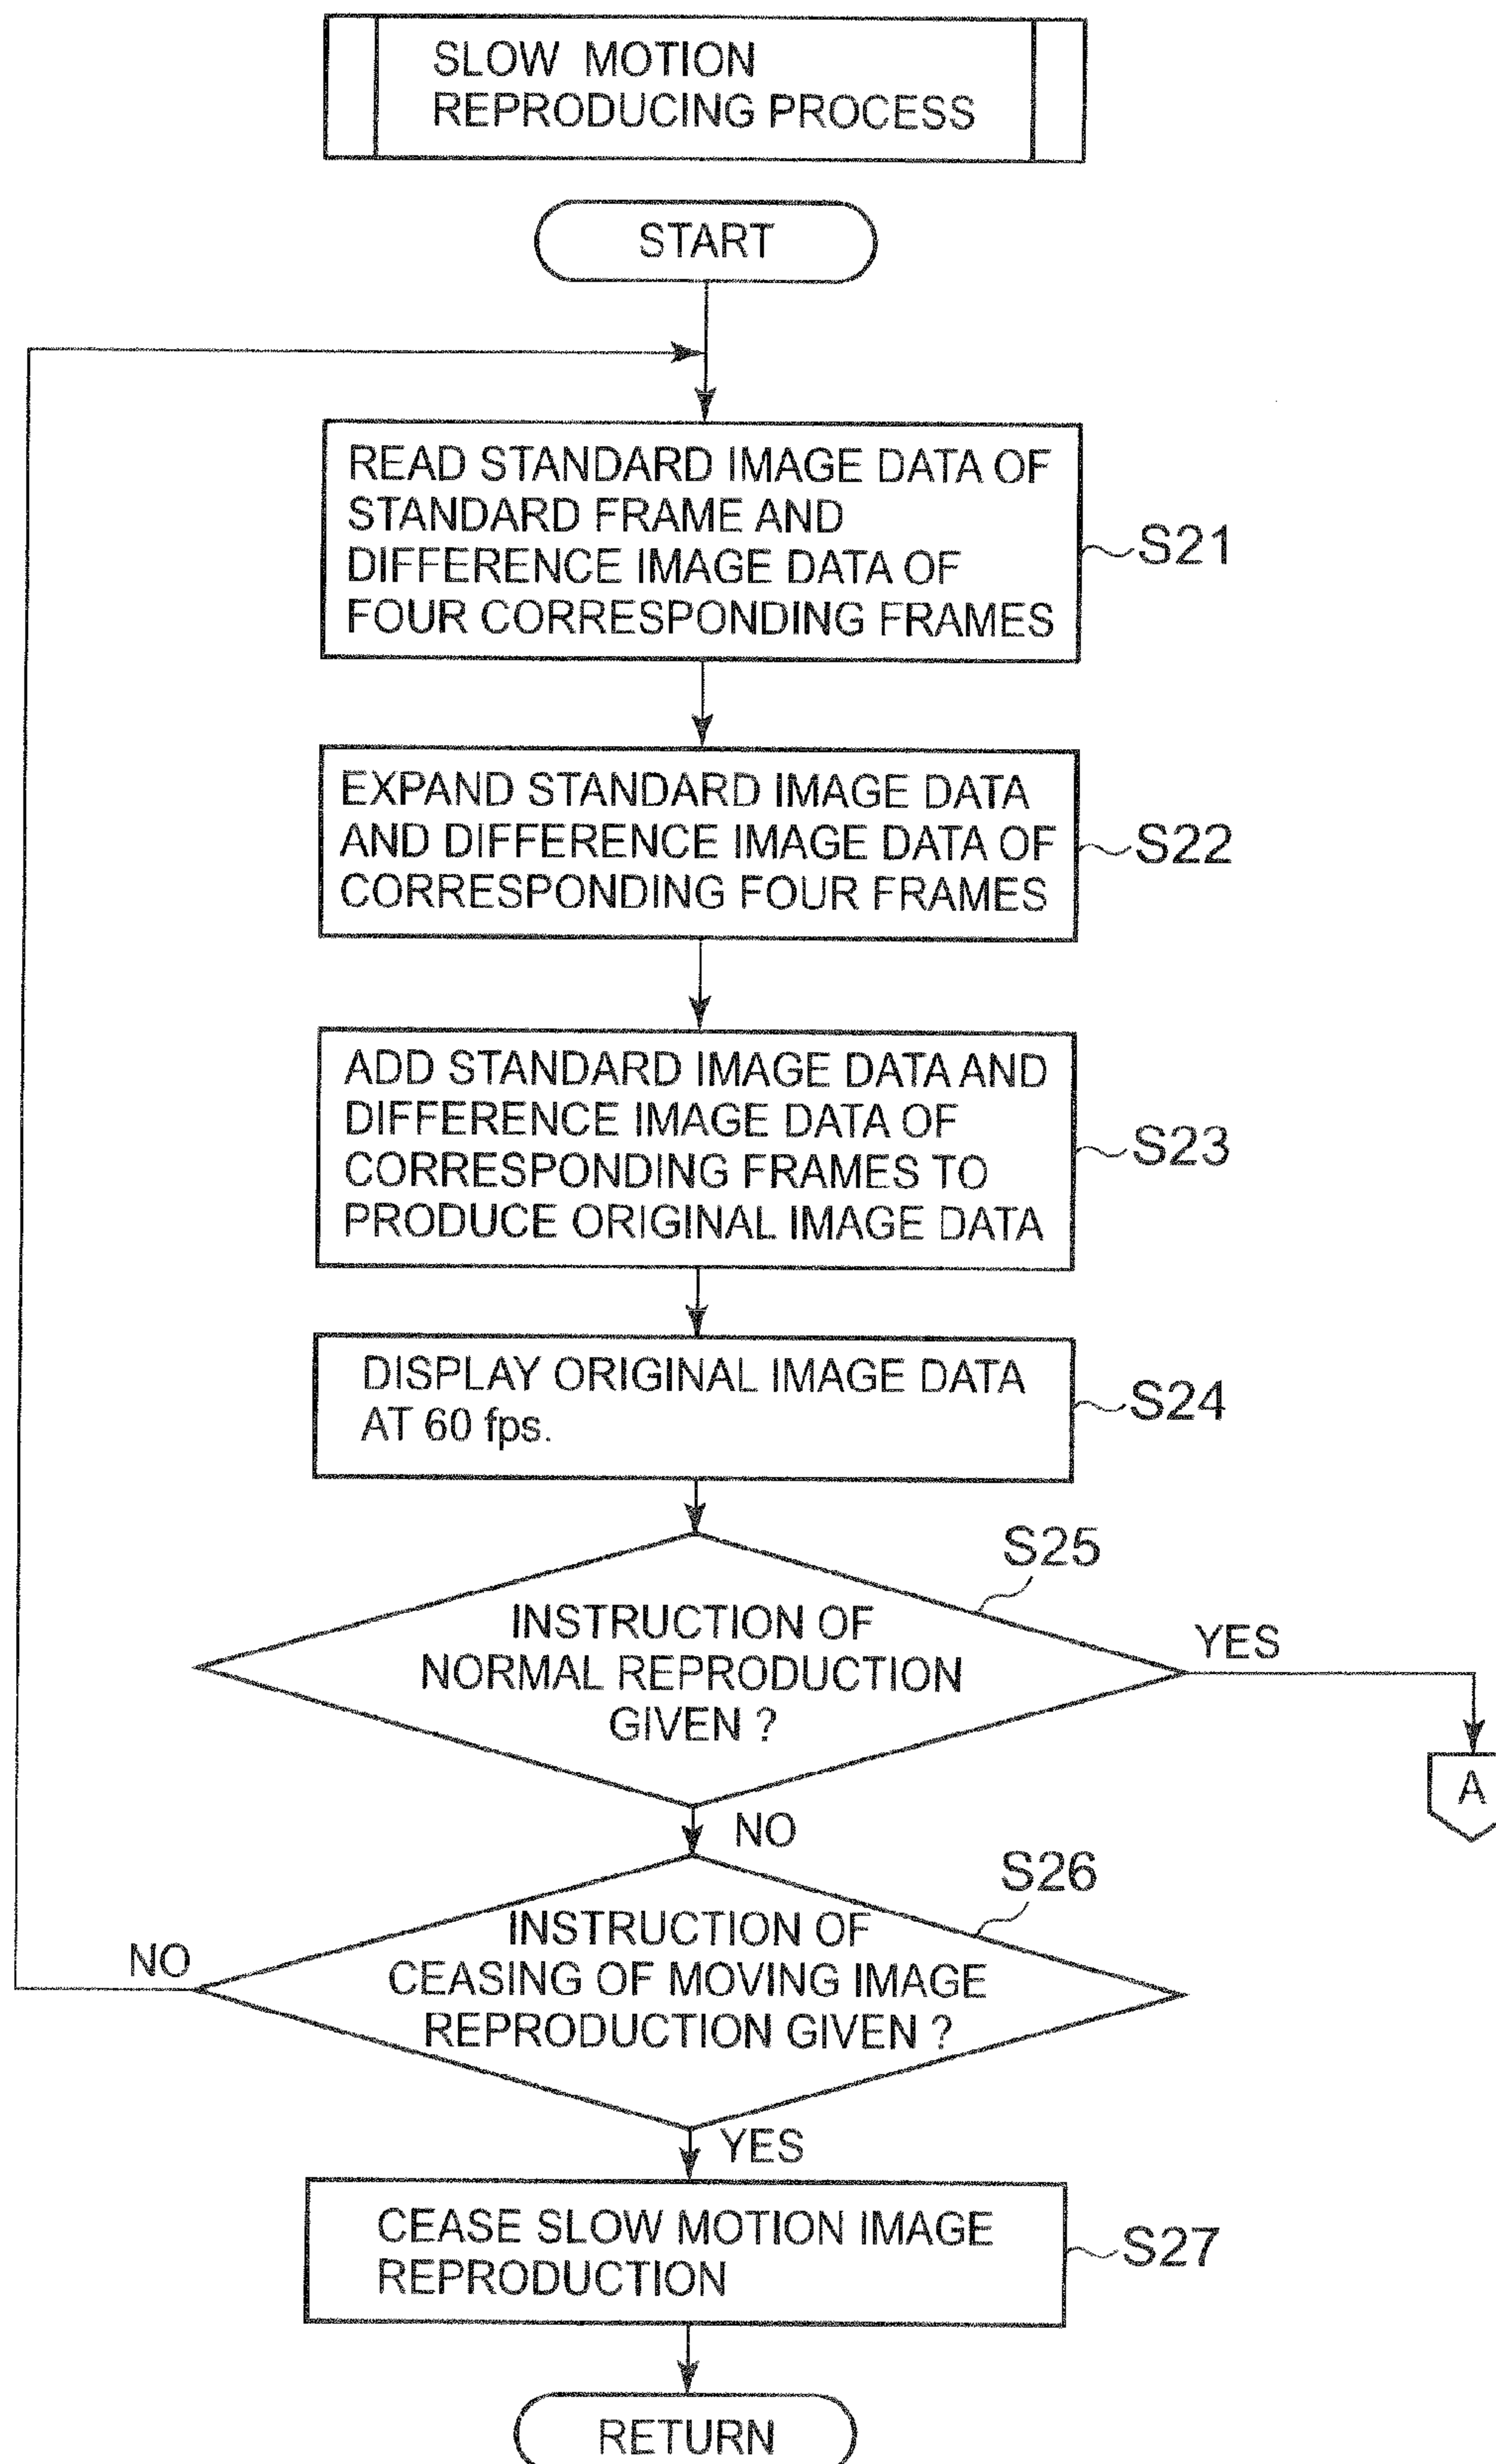 SLOW MOTION
REPRODUCING PROCESS
START
READ STANDARD IMAGE DATA OF
STANDARD FRAME AND
DIFFERENCE IMAGE DATA OF
FOUR CORRESPONDING FRAMES
S21
EXPAND STANDARD IMAGE DATA
AND DIFFERENCE IMAGE DATA OF
CORRESPONDING FOUR FRAMES
S22
ADD STANDARD IMAGE DATA AND
DIFFERENCE IMAGE DATA OF
CORRESPONDING FRAMES TO
PRODUCE ORIGINAL IMAGE DATA
S23
DISPLAY ORIGINAL IMAGE DATA
AT 60 fps.
S24
S25
INSTRUCTION OF
NORMAL REPRODUCTION
GIVEN ?
YES
A
NO
S26
INSTRUCTION OF
CEASING OF MOVING IMAGE
REPRODUCTION GIVEN ?
NO
YES
CEASE SLOW MOTION IMAGE
REPRODUCTION
S27
RETURN